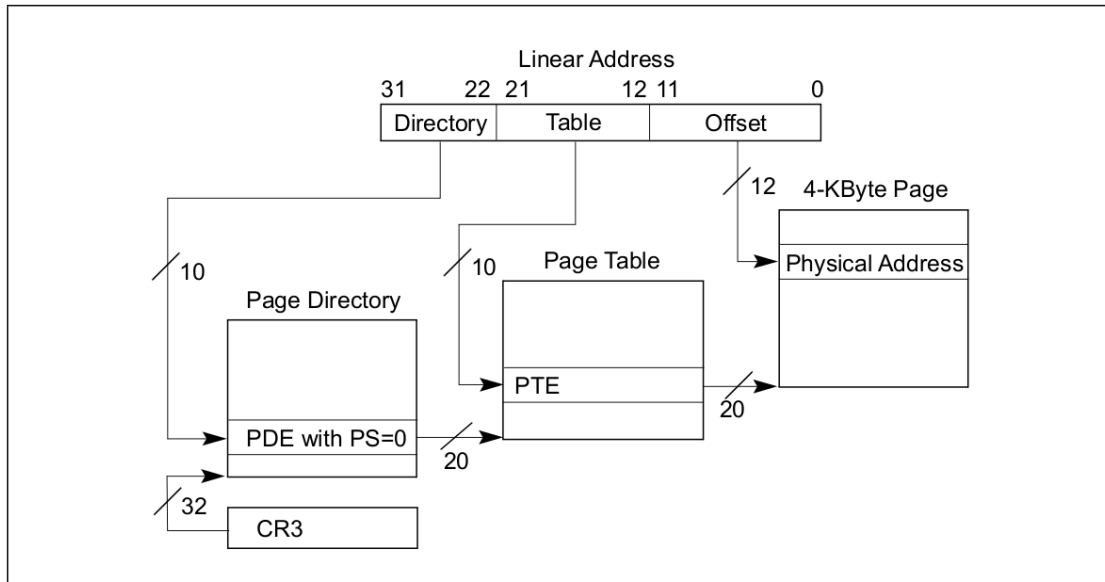 Linear Address
31 22 21 12 11 0
Directory Table Offset
12
4-KByte Page
10
10
Page Table
Physical Address
Page Directory
PTE
20
PDE with PS=0
20
32
CR3